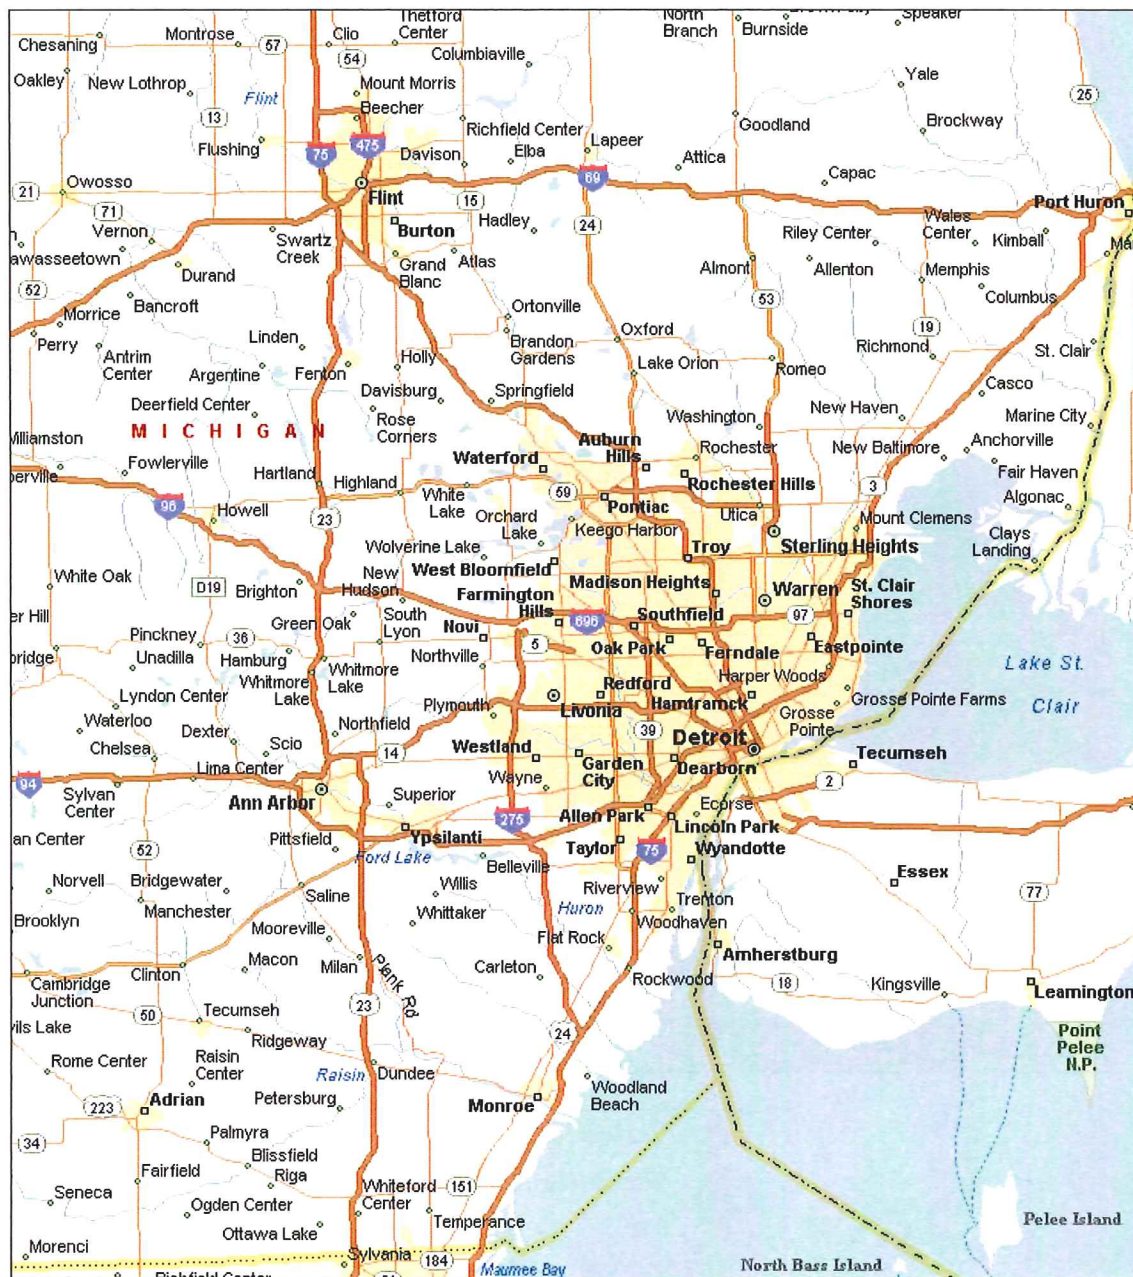 Chesaning
Montrose
57
Clio
Thetford
Center
North
Branch
Burnside
Speaker
Oakley
New Lothrop
54
Columbiaville
Mount Morris
Yale
Flint
Beecher
25
13
Flushing
75
475
Richfield Center
Elba
Lapeer
Goodland
Brockway
Davison
Attica
69
Capac
21
Owosso
Flint
15
Port Huron
71
Vernon
Burton
Hadley
24
Riley Center
Wales
Center
Kimball
awasseetown
Swartz
Creek
Grand
Blanc
Atlas
Durand
Almont
Allenton
Memphis
52
Bancroft
Columbus
Ortonville
53
Morrice
19
Perry
Linden
Brandon
Gardens
Oxford
Richmond
St. Clair
Antrim
Center
Argentine
Fenton
Holly
Lake Orion
Romeo
Davisburg
Springfield
Casco
Deerfield Center
Rose
Corners
Washington
New Haven
Marine City
MICHIGAN
Auburn
Hills
Rochester
New Baltimore
Anchorville
Williamston
Fowlerville
Waterford
Fair Haven
Hartland
Highland
White
Lake
59
Rochester Hills
3
Algonac
96
Howell
23
Orchard
Lake
Pontiac
Keego Harbor
Utica
Mount Clemens
Clays
Landing
Wolverine Lake
Troy
Sterling Heights
White Oak
D19
Brighton
New
Hudson
West Bloomfield
Madison Heights
Warren
St. Clair
Shores
Farmington
Hills
696
Southfield
97
Green Oak
South
Lyon
Novi
5
Oak Park
Ferndale
Eastpointe
Pinckney
36
Unadilla
Hamburg
Whitmore
Lake
Whitmore
Lake
Northville
Harper Woods
Lake St.
Clair
Lyndon Center
Redford
Hamtramck
Grosse Pointe Farms
Plymouth
Livonia
Grosse
Pointe
Waterloo
Dexter
Northfield
39
Detroit
Chelsea
Scio
14
Westland
Garden
City
Dearborn
Tecumseh
94
Lima Center
Wayne
2
Sylvan
Center
Ann Arbor
Superior
275
Allen Park
Ecorse
Lincoln Park
Pittsfield
Ypsilanti
Taylor
75
Wyandotte
52
Ford Lake
Belleville
Essex
Norvell
Bridgewater
Saline
Willis
Riverview
Trenton
77
Brooklyn
Manchester
Whittaker
Huron
Woodhaven
Mooreville
Flat Rock
Amherstburg
Clinton
Macon
Milan
Plank Rd
Carleton
Rockwood
18
Kingsville
Leamington
Cambridge
Junction
50
Tecumseh
23
24
Point
Pelee
N.P.
Ridgeway
Rome Center
Raisin
Center
Raisin
Dundee
Woodland
Beach
223
Adrian
Petersburg
Monroe
34
Palmyra
Blissfield
Fairfield
Riga
Whiteford
Center
151
Seneca
Ogden Center
Temperance
Pelee Island
Ottawa Lake
Morenci
Sylvania
184
Maumee Bay
North Bass Island